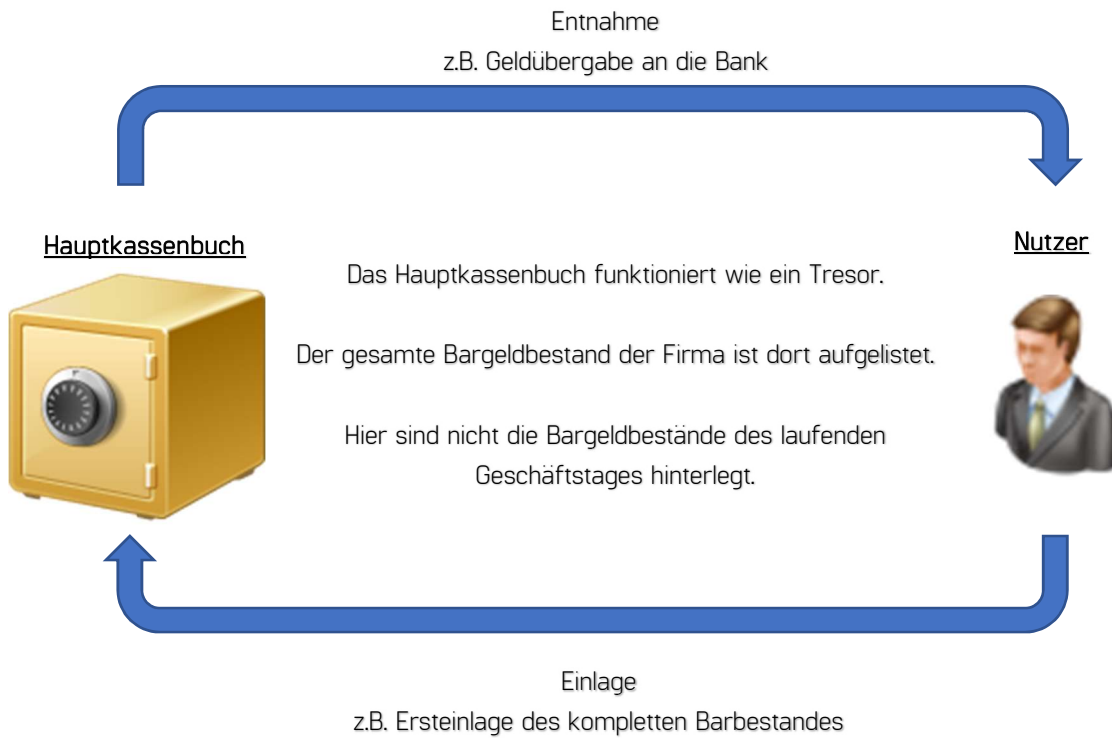 Entnahme
z.B. Geldübergabe an die Bank
Hauptkassenbuch
Nutzer
Das Hauptkassenbuch funktioniert wie ein Tresor.
Der gesamte Bargeldbestand der Firma ist dort aufgelistet.
Hier sind nicht die Bargeldbestände des laufenden
Geschäftstages hinterlegt.
Einlage
z.B. Ersteinlage des kompletten Barbestandes